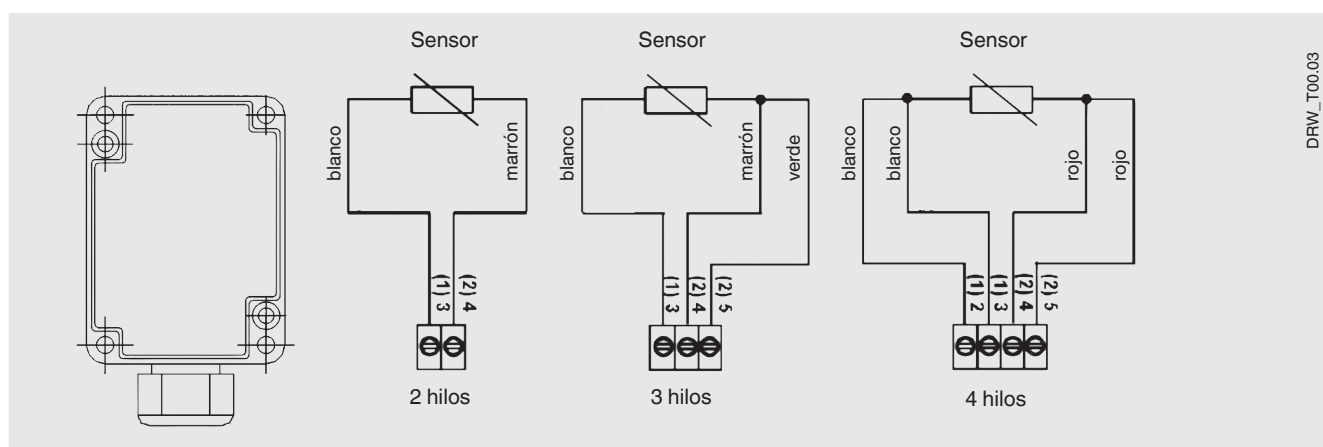 Sensor
blanco
marrón
(1) 3
(2) 4
2 hilos
Sensor
blanco
marrón
verde
(1) 3
(2) 4
(2) 5
3 hilos
Sensor
blanco
blanco
rojo
rojo
(1) 2
(1) 3
(2) 4
(2) 5
4 hilos
DRW_T00.03